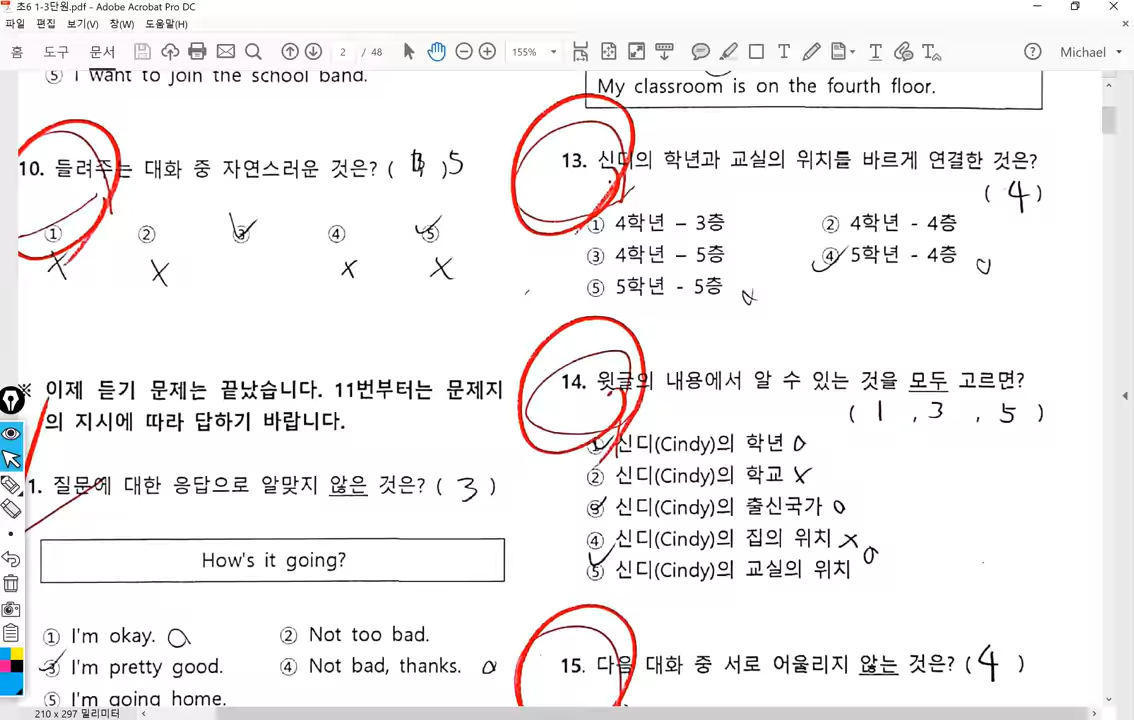 초6 1-3단원.pdf - Adobe Acrobat Pro DC
파일 편집 보기(V) 창(W) 도움말(H)
홈 도구 문서 2 / 48 155% Michael
⑤ I want to join the school band.
10. 들려주는 대화 중 자연스러운 것은? ( ) 5
① ② ③ ④ ⑤
X X X X
※ 이제 듣기 문제는 끝났습니다. 11번부터는 문제지
의 지시에 따라 답하기 바랍니다.
1. 질문에 대한 응답으로 알맞지 않은 것은? ( 3 )
How's it going?
① I'm okay. ② Not too bad.
③ I'm pretty good. ④ Not bad, thanks.
⑤ I'm going home.
My classroom is on the fourth floor.
13. 신디의 학년과 교실의 위치를 바르게 연결한 것은?
( 4 )
① 4학년 – 3층 ② 4학년 - 4층
③ 4학년 – 5층 ④ 5학년 - 4층
⑤ 5학년 - 5층
14. 윗글의 내용에서 알 수 있는 것을 모두 고르면?
( 1 , 3 , 5 )
① 신디(Cindy)의 학년
② 신디(Cindy)의 학교 X
③ 신디(Cindy)의 출신국가
④ 신디(Cindy)의 집의 위치 X
⑤ 신디(Cindy)의 교실의 위치
15. 다음 대화 중 서로 어울리지 않는 것은? ( 4 )
210 x 297 밀리미터